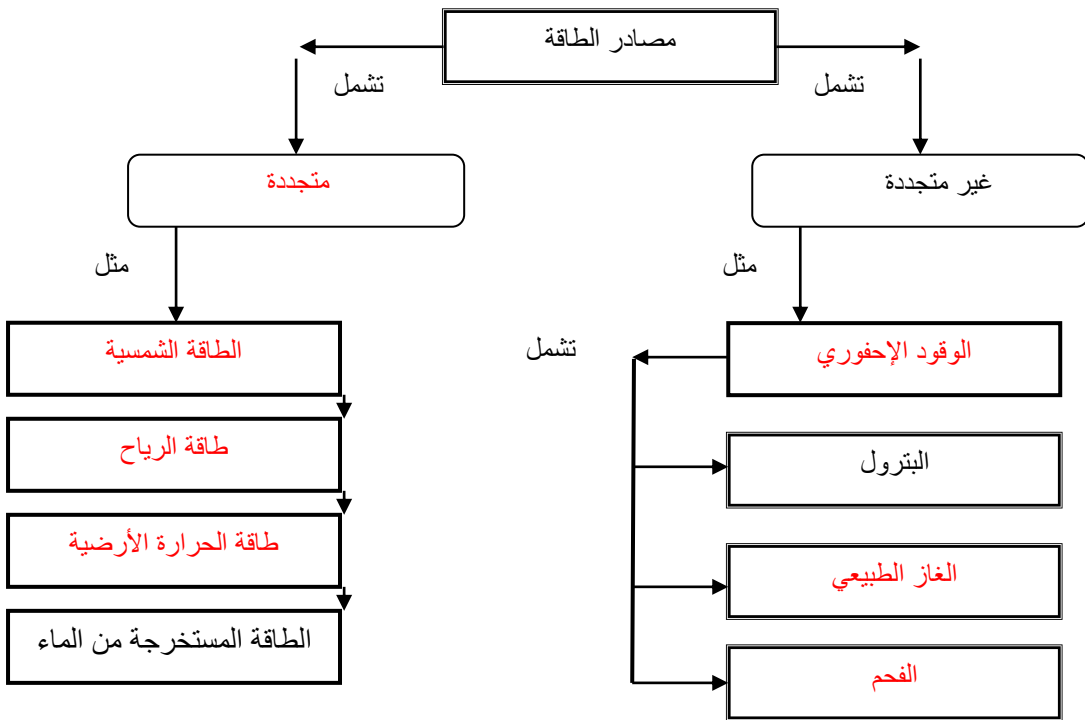 مصادر الطاقة
تشمل
تشمل
غير متجددة
متجددة
مثل
مثل
الوقود الإحفوري
تشمل
الطاقة الشمسية
البترول
طاقة الرياح
الغاز الطبيعي
طاقة الحرارة الأرضية
الفحم
الطاقة المستخرجة من الماء